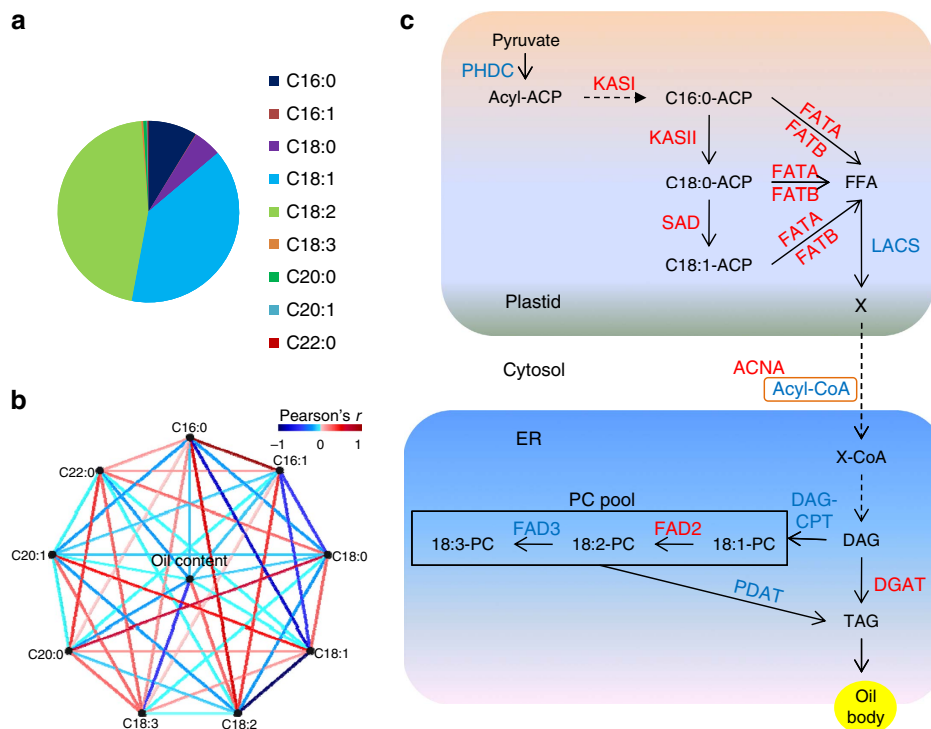 a
C16:0
C16:1
C18:0
C18:1
C18:2
C18:3
C20:0
C20:1
C22:0
b
Pearson's r
−1 0 1
C16:0
C16:1
C22:0
C18:0
C20:1
Oil content
C20:0
C18:1
C18:3
C18:2
c
Pyruvate
PHDC
Acyl-ACP
KASI
C16:0-ACP
FATA
FATB
KASII
C18:0-ACP
FATA
FATB
FFA
SAD
FATA
FATB
LACS
C18:1-ACP
Plastid
X
Cytosol
ACNA
Acyl-CoA
ER
X-CoA
PC pool
DAG-
CPT
FAD3
FAD2
18:3-PC
18:2-PC
18:1-PC
DAG
PDAT
DGAT
TAG
Oil
body